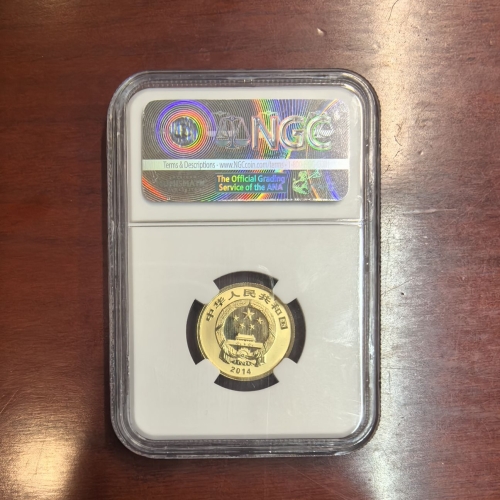 NGC
Terms & Descriptions - www.NGCcoin.com
The Official Grading
Service of the ANA
中华人民共和国
2014